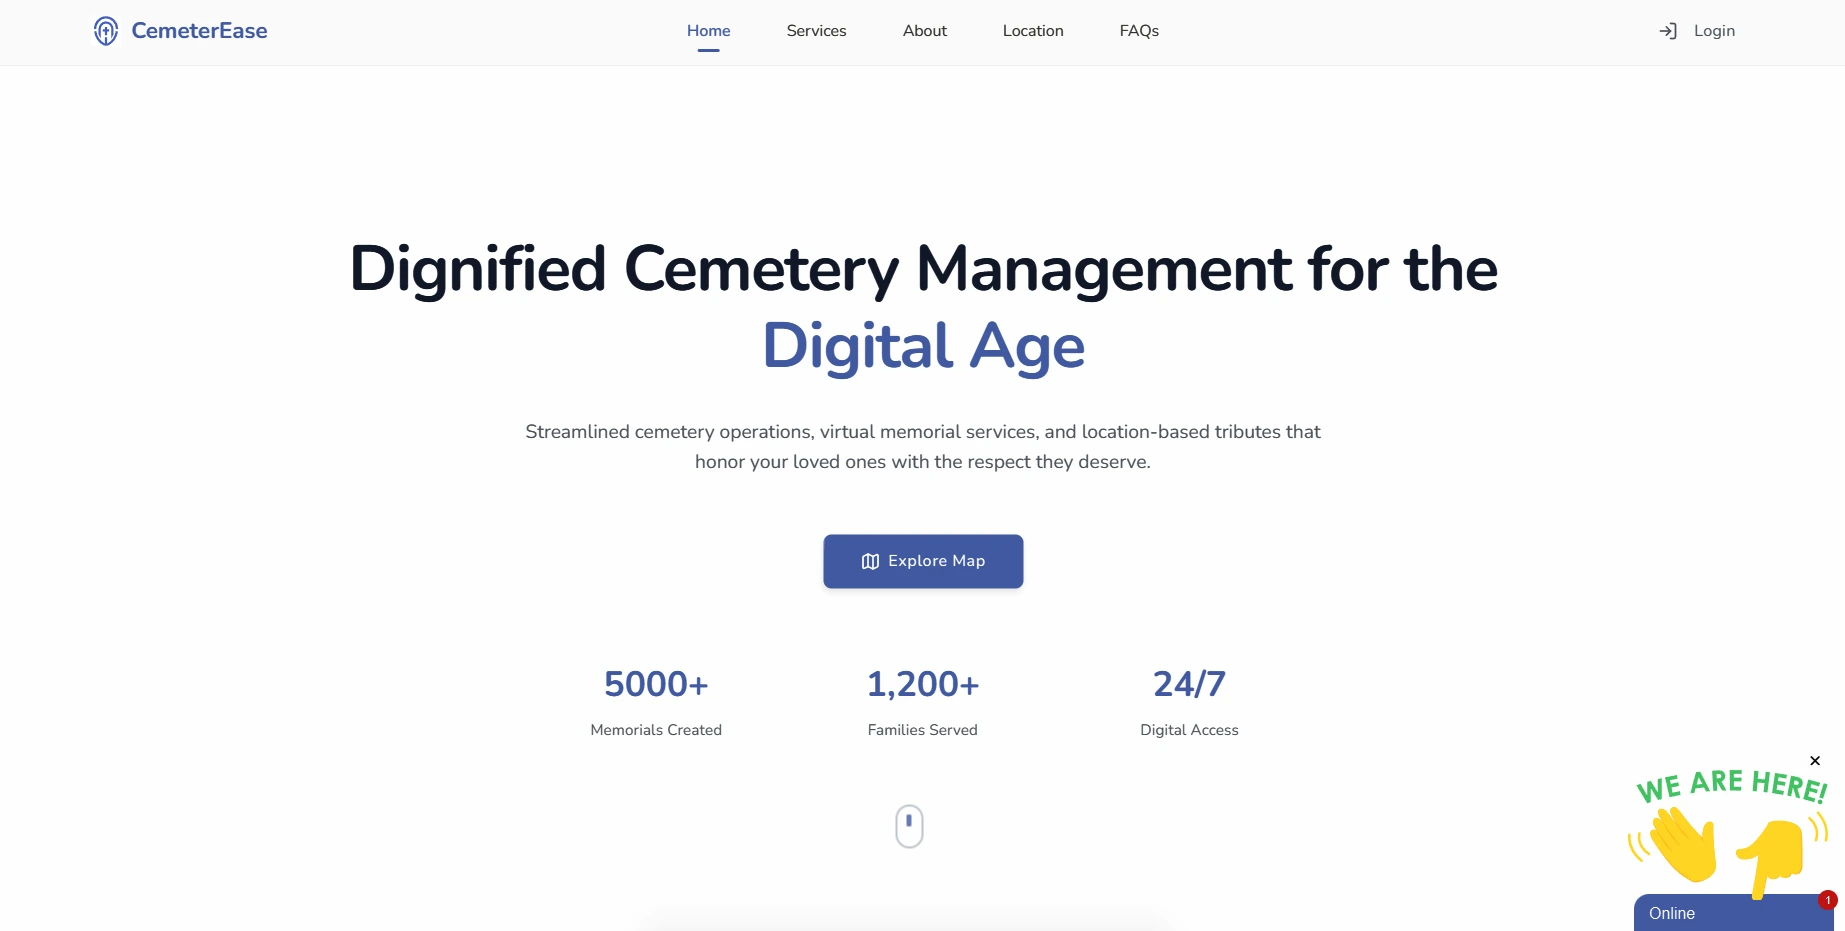 CemeterEase
Home
Services
About
Location
FAQs
Login
Dignified Cemetery Management for the
Digital Age
Streamlined cemetery operations, virtual memorial services, and location-based tributes that
honor your loved ones with the respect they deserve.
Explore Map
5000+
Memorials Created
1,200+
Families Served
24/7
Digital Access
WE ARE HERE!
Online
1